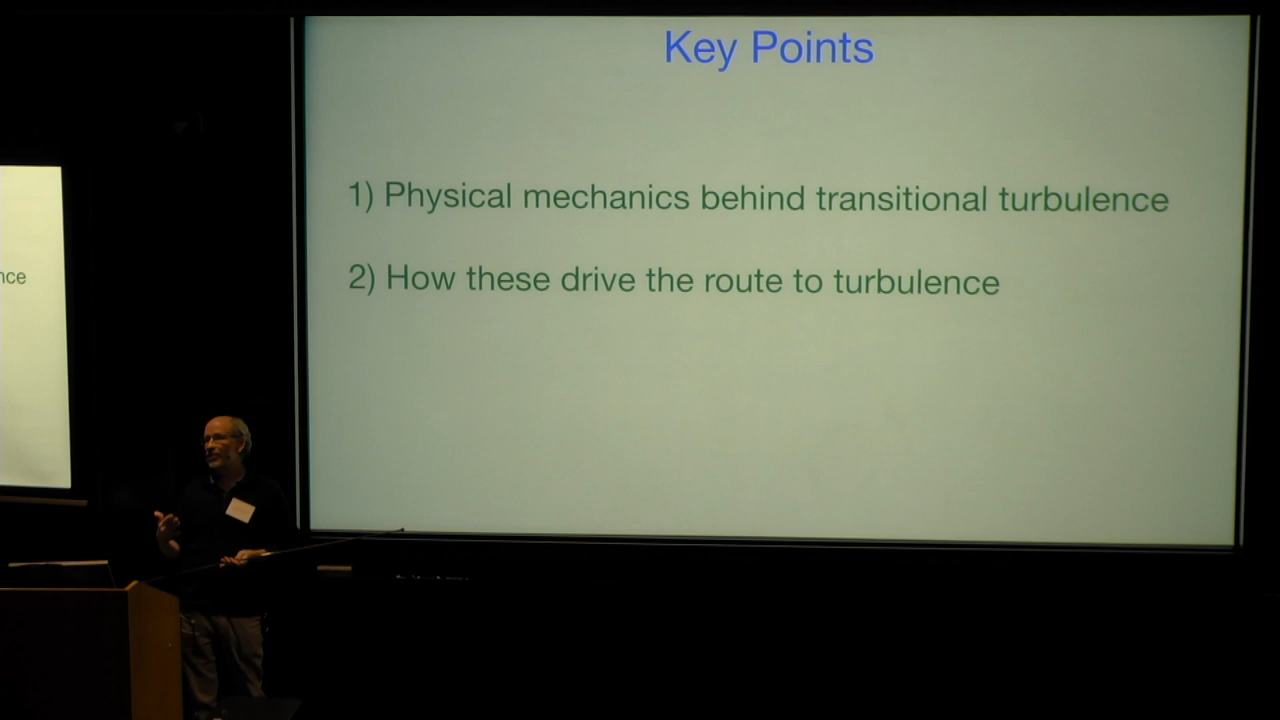 Key Points
1) Physical mechanics behind transitional turbulence
2) How these drive the route to turbulence
nce